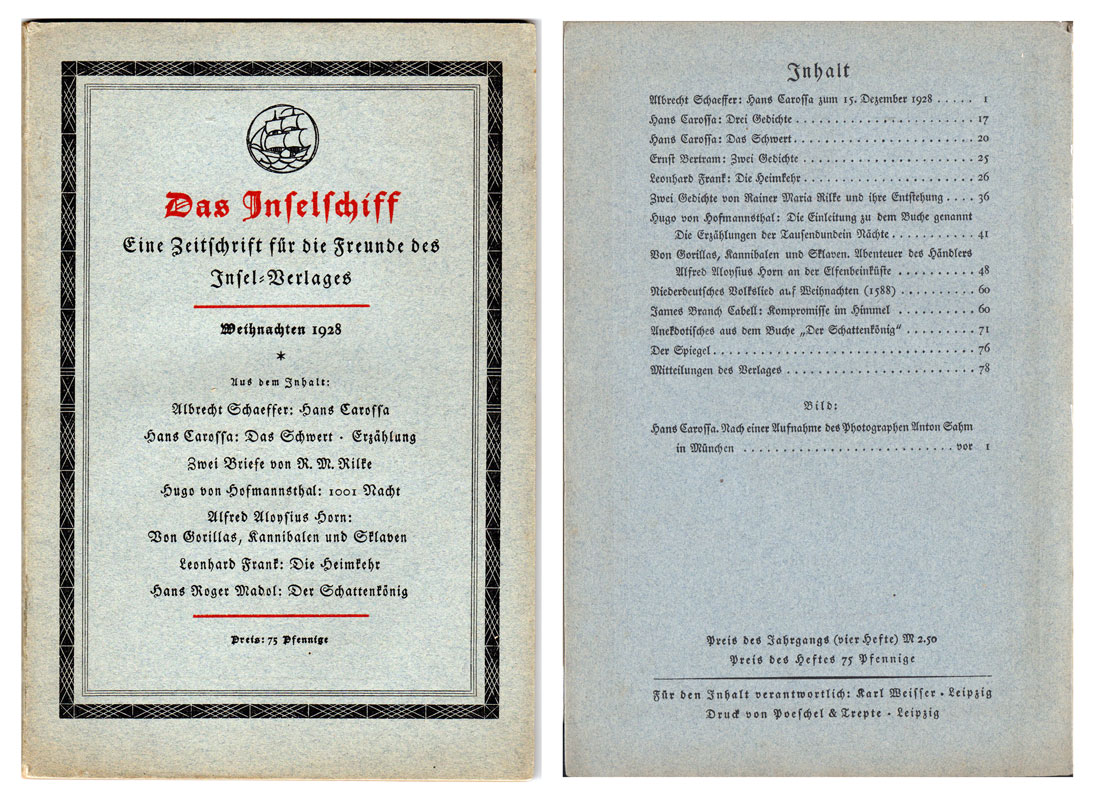 Das Inselschiff
Eine Zeitschrift für die Freunde des
Insel-Verlages
Weihnachten 1928
*
Aus dem Inhalt:
Albrecht Schaeffer: Hans Carossa
Hans Carossa: Das Schwert · Erzählung
Zwei Briefe von R. M. Rilke
Hugo von Hofmannsthal: 1001 Nacht
Alfred Aloysius Horn:
Von Gorillas, Kannibalen und Sklaven
Leonhard Frank: Die Heimkehr
Hans Roger Madol: Der Schattenkönig
Preis: 75 Pfennige
Inhalt
Albrecht Schaeffer: Hans Carossa zum 15. Dezember 1928 ..... 1
Hans Carossa: Drei Gedichte ..... 17
Hans Carossa: Das Schwert ..... 20
Ernst Bertram: Zwei Gedichte ..... 25
Leonhard Frank: Die Heimkehr ..... 26
Zwei Gedichte von Rainer Maria Rilke und ihre Entstehung .... 36
Hugo von Hofmannsthal: Die Einleitung zu dem Buche genannt
Die Erzählungen der Tausendundein Nächte ..... 41
Von Gorillas, Kannibalen und Sklaven. Abenteuer des Händlers
Alfred Aloysius Horn an der Elfenbeinküste ..... 48
Niederdeutsches Volkslied auf Weihnachten (1588) ..... 60
James Branch Cabell: Kompromisse im Himmel ..... 60
Anekdotisches aus dem Buche „Der Schattenkönig“ ..... 71
Der Spiegel ..... 76
Mitteilungen des Verlages ..... 78
Bild:
Hans Carossa. Nach einer Aufnahme des Photographen Anton Sahm
in München ..... vor 1
Preis des Jahrgangs (vier Hefte) M 2.50
Preis des Heftes 75 Pfennige
Für den Inhalt verantwortlich: Karl Weisser · Leipzig
Druck von Poeschel & Trepte · Leipzig